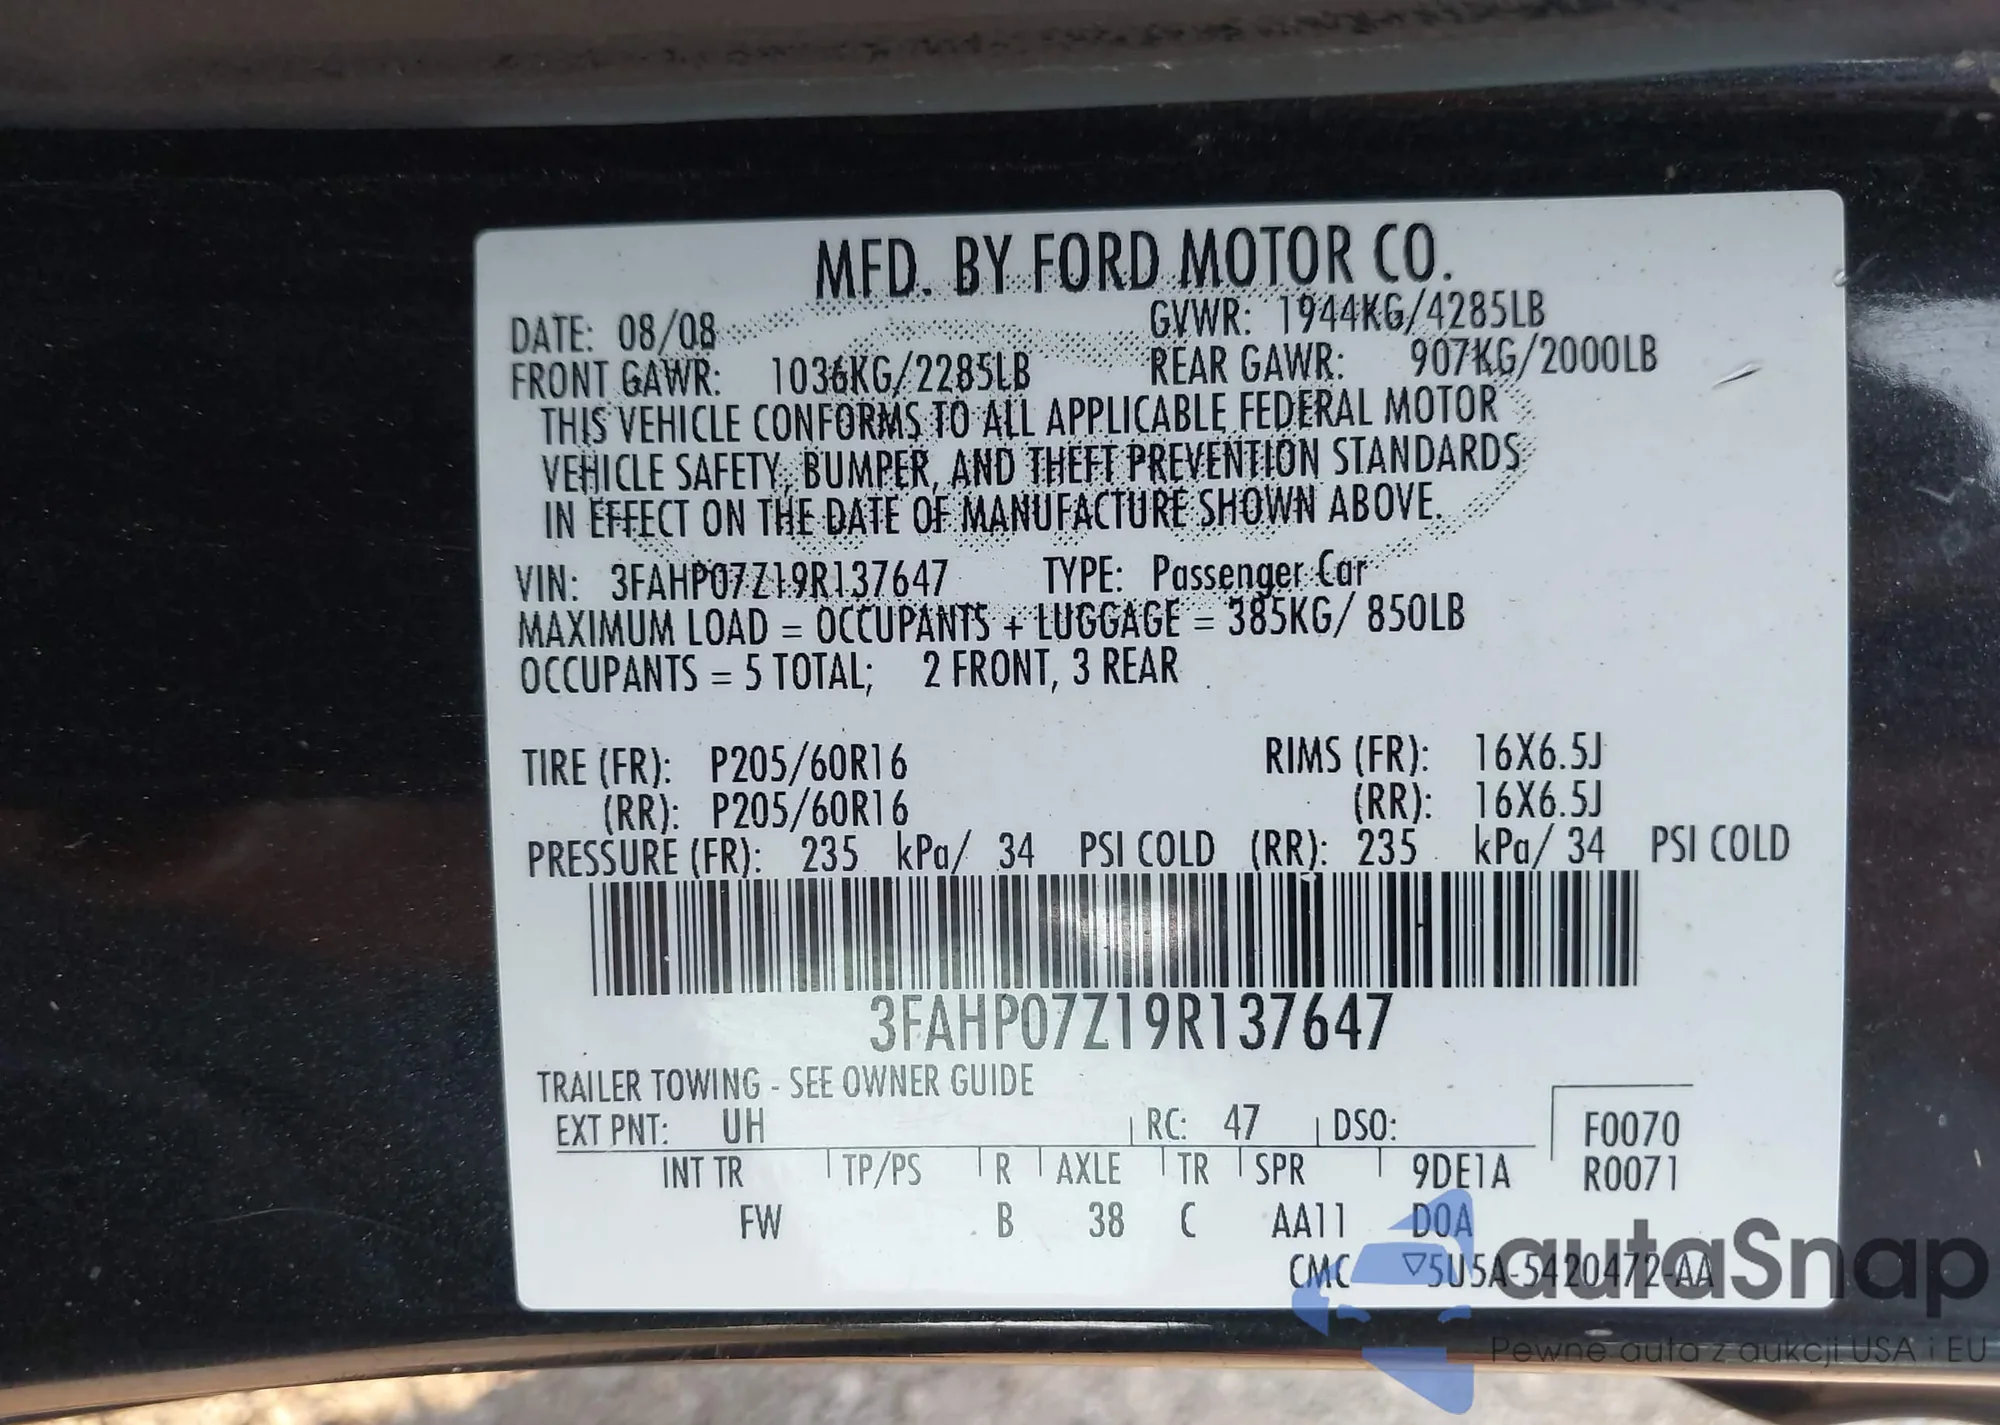 MFD. BY FORD MOTOR CO.
DATE: 08/08 GVWR: 1944KG/4285LB
FRONT GAWR: 1036KG/2285LB REAR GAWR: 907KG/2000LB
THIS VEHICLE CONFORMS TO ALL APPLICABLE FEDERAL MOTOR
VEHICLE SAFETY, BUMPER, AND THEFT PREVENTION STANDARDS
IN EFFECT ON THE DATE OF MANUFACTURE SHOWN ABOVE.
VIN: 3FAHP07Z19R137647 TYPE: Passenger Car
MAXIMUM LOAD = OCCUPANTS + LUGGAGE = 385KG/ 850LB
OCCUPANTS = 5 TOTAL; 2 FRONT, 3 REAR
TIRE (FR): P205/60R16 RIMS (FR): 16X6.5J
(RR): P205/60R16 (RR): 16X6.5J
PRESSURE (FR): 235 kPa/ 34 PSI COLD (RR): 235 kPa/ 34 PSI COLD
3FAHP07Z19R137647
TRAILER TOWING - SEE OWNER GUIDE
EXT PNT: UH RC: 47 DSO: F0070
INT TR TP/PS R AXLE TR SPR 9DE1A R0071
FW B 38 C AA11 D0A
CMC ▽5U5A-5420472-AA
autaSnap
Pewne auta z aukcji USA i EU